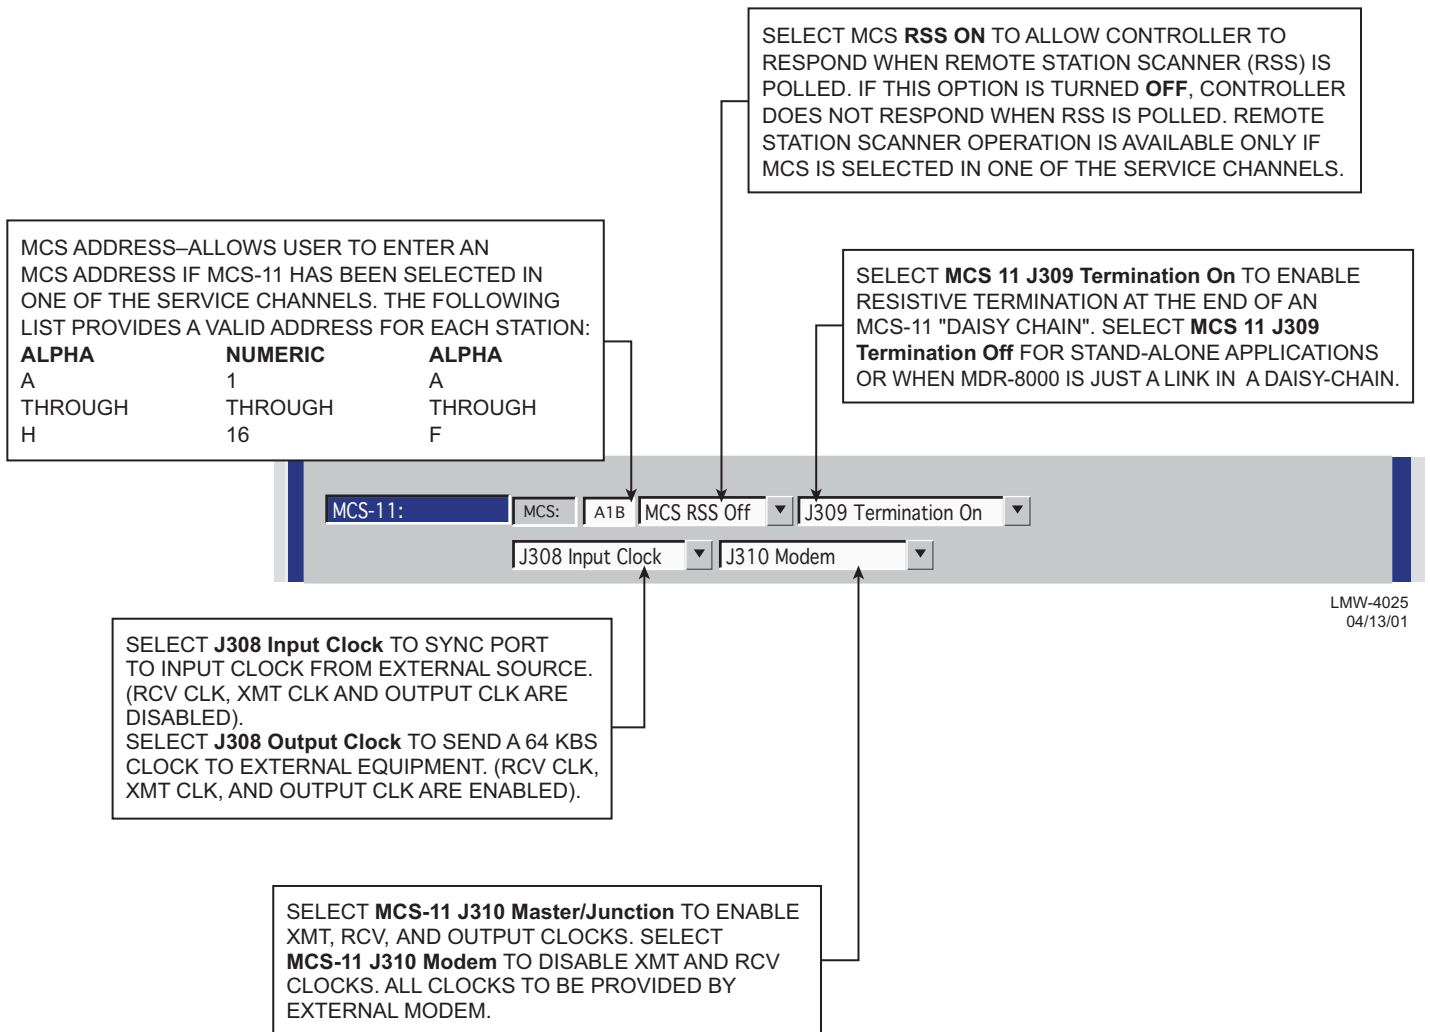 SELECT MCS RSS ON TO ALLOW CONTROLLER TO
RESPOND WHEN REMOTE STATION SCANNER (RSS) IS
POLLED. IF THIS OPTION IS TURNED OFF, CONTROLLER
DOES NOT RESPOND WHEN RSS IS POLLED. REMOTE
STATION SCANNER OPERATION IS AVAILABLE ONLY IF
MCS IS SELECTED IN ONE OF THE SERVICE CHANNELS.
MCS ADDRESS–ALLOWS USER TO ENTER AN
MCS ADDRESS IF MCS-11 HAS BEEN SELECTED IN
ONE OF THE SERVICE CHANNELS. THE FOLLOWING
LIST PROVIDES A VALID ADDRESS FOR EACH STATION:
ALPHA NUMERIC ALPHA
A 1 A
THROUGH THROUGH THROUGH
H 16 F
SELECT MCS 11 J309 Termination On TO ENABLE
RESISTIVE TERMINATION AT THE END OF AN
MCS-11 "DAISY CHAIN". SELECT MCS 11 J309
Termination Off FOR STAND-ALONE APPLICATIONS
OR WHEN MDR-8000 IS JUST A LINK IN A DAISY-CHAIN.
MCS-11: MCS: A1B MCS RSS Off J309 Termination On
J308 Input Clock J310 Modem
LMW-4025
04/13/01
SELECT J308 Input Clock TO SYNC PORT
TO INPUT CLOCK FROM EXTERNAL SOURCE.
(RCV CLK, XMT CLK AND OUTPUT CLK ARE
DISABLED).
SELECT J308 Output Clock TO SEND A 64 KBS
CLOCK TO EXTERNAL EQUIPMENT. (RCV CLK,
XMT CLK, AND OUTPUT CLK ARE ENABLED).
SELECT MCS-11 J310 Master/Junction TO ENABLE
XMT, RCV, AND OUTPUT CLOCKS. SELECT
MCS-11 J310 Modem TO DISABLE XMT AND RCV
CLOCKS. ALL CLOCKS TO BE PROVIDED BY
EXTERNAL MODEM.